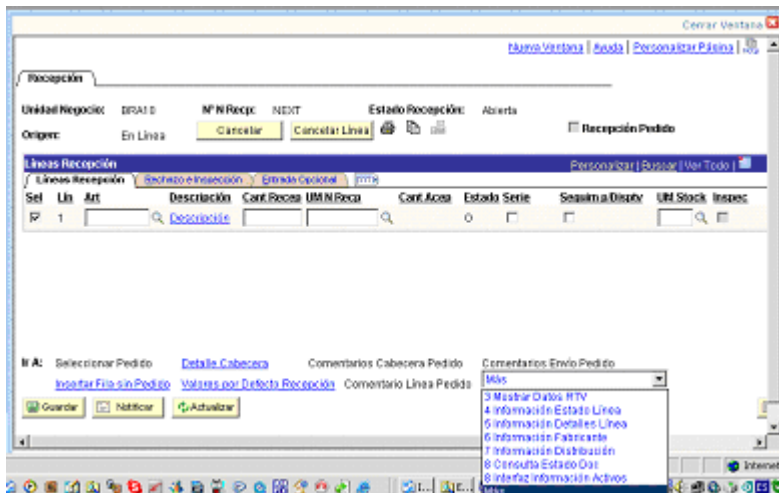 Cerrar Ventana
Nueva Ventana | Ayuda | Personalizar Página |
Recepción
Unidad Negocio: BRA10 Nº N Recp: NEXT Estado Recepción: Abierta
Origen: En Línea Cancelar Cancelar Línea Recepción Pedido
Líneas Recepción Personalizar | Buscar | Ver Todo |
Líneas Recepción Rechazo e Inspección Entrada Opcional
Sel Lín Art Descripción Cant Recep UM N Recp Cant Acep Estado Serie Seguim a Disptv UM Stock Inspec
1 Descripción O
Ir A: Seleccionar Pedido Detalle Cabecera Comentarios Cabecera Pedido Comentarios Envío Pedido
Insertar Fila sin Pedido Valores por Defecto Recepción Comentario Línea Pedido Más
Guardar Notificar Actualizar
3 Mostrar Datos RTV
4 Información Estado Línea
5 Información Detalles Línea
6 Información Fabricante
7 Información Distribución
8 Consulta Estado Doc
9 Interfaz Información Activos
Más
Internet